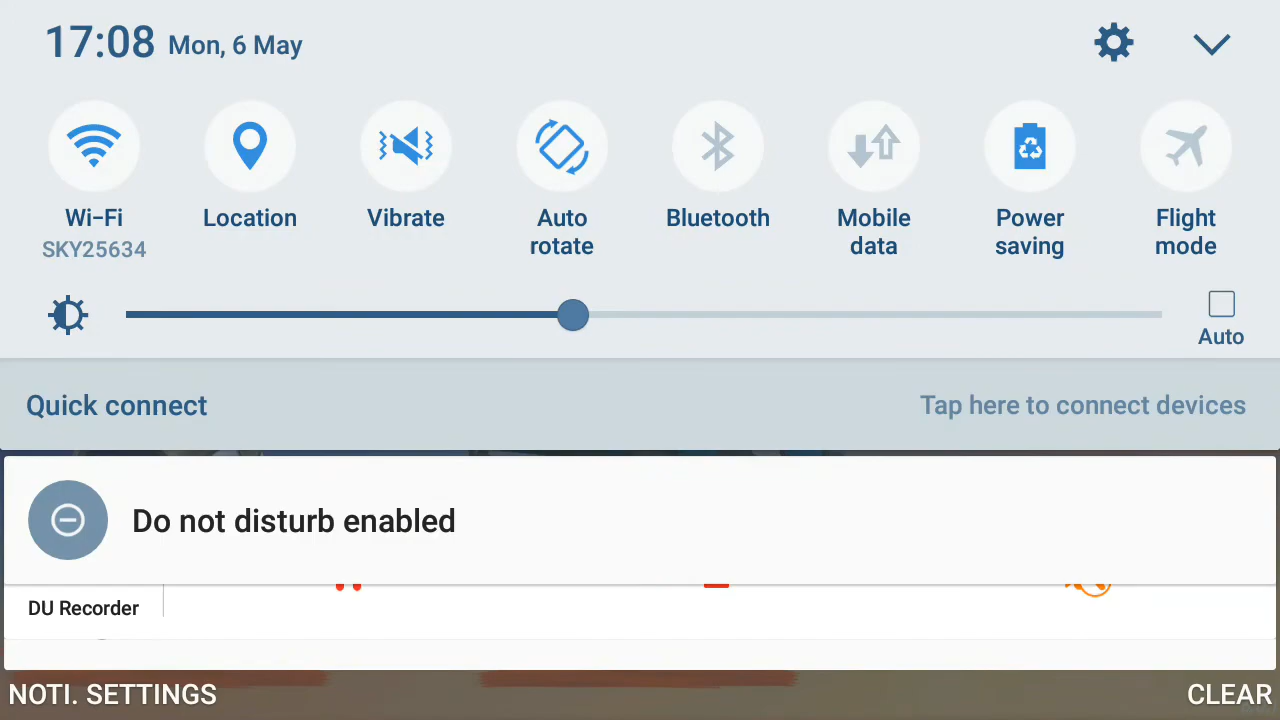 17:08 Mon, 6 May
Wi-Fi
SKY25634
Location
Vibrate
Auto
rotate
Bluetooth
Mobile
data
Power
saving
Flight
mode
Auto
Quick connect
Tap here to connect devices
Do not disturb enabled
DU Recorder
NOTI. SETTINGS
CLEAR